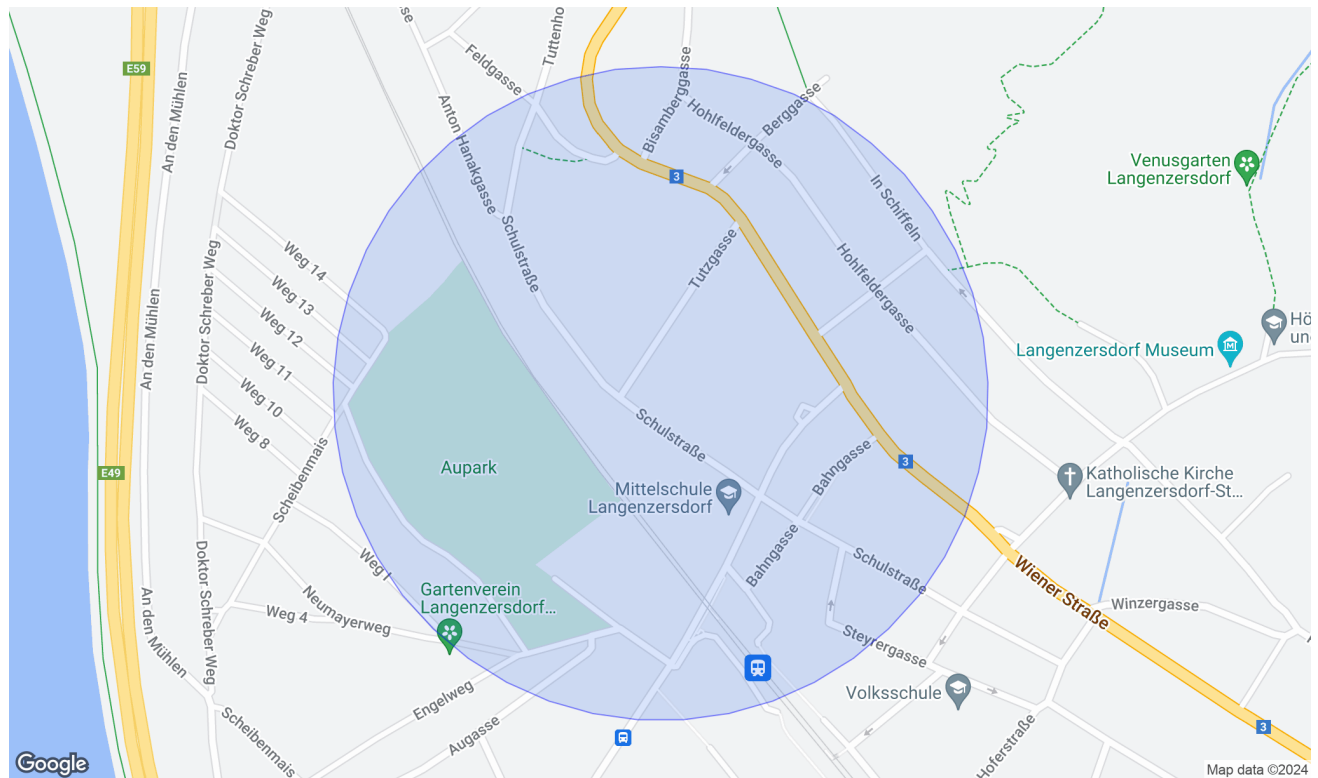 E59
An den Mühlen
Doktor Schreber Weg
Feldgasse
Tuttenho
Anton Hanakgasse
Bisamberggasse
Hohlfeldergasse
Berggasse
3
In Schiffeln
Venusgarten
Langenzersdorf
Schulstraße
Tutzgasse
Hohlfeldergasse
Weg 14
Weg 13
Weg 12
Weg 11
Weg 10
Weg 8
Doktor Schreber Weg
An den Mühlen
Langenzersdorf Museum
Hö
un
Scheibenmais
Aupark
Schulstraße
Bahngasse
3
E49
Mittelschule
Langenzersdorf
Katholische Kirche
Langenzersdorf-St...
Weg I
Bahngasse
Schulstraße
Wiener Straße
Winzergasse
Gartenverein
Langenzersdorf...
Neumayerweg
Weg 4
Doktor Schreber Weg
An den Mühlen
Steyrergasse
Volksschule
Engelweg
Augasse
Scheibenmais
Hoferstraße
3
Google
Map data ©2024